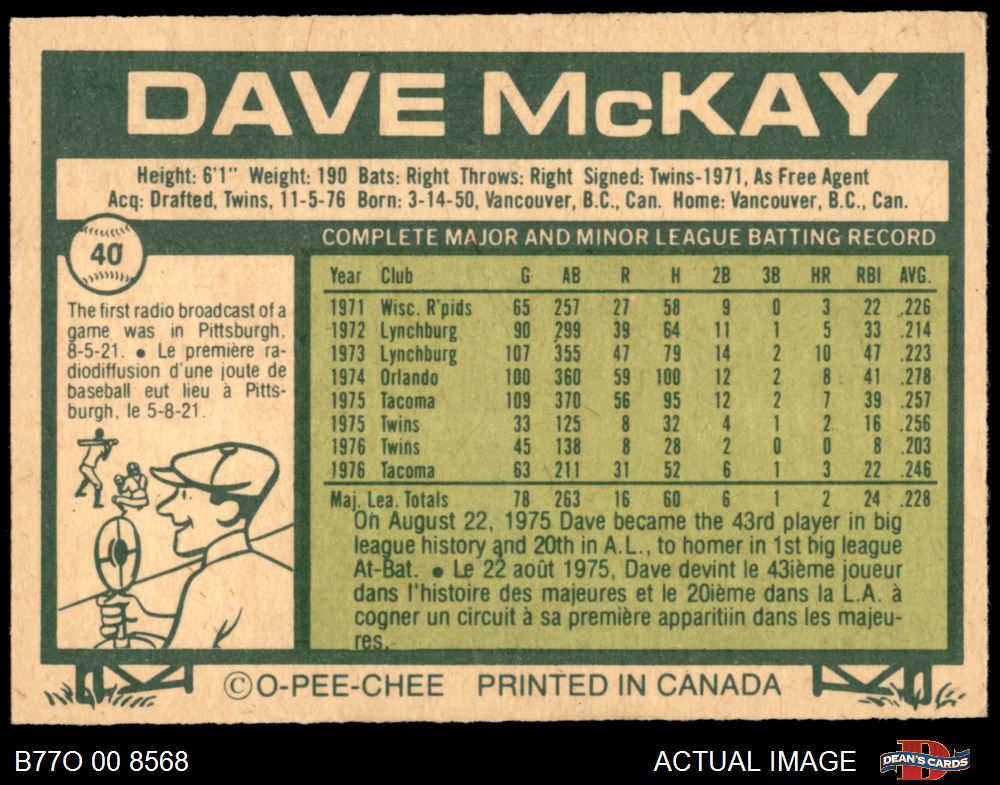 DAVE McKAY
Height: 6'1" Weight: 190 Bats: Right Throws: Right Signed: Twins-1971, As Free Agent
Acq: Drafted, Twins, 11-5-76 Born: 3-14-50, Vancouver, B.C., Can. Home: Vancouver, B.C., Can.
40
The first radio broadcast of a
game was in Pittsburgh,
8-5-21. ● Le première ra-
diodiffusion d'une joute de
baseball eut lieu à Pitts-
burgh, le 5-8-21.
COMPLETE MAJOR AND MINOR LEAGUE BATTING RECORD
Year Club G AB R H 2B 3B HR RBI AVG.
1971 Wisc. R'pids 65 257 27 58 9 0 3 22 .226
1972 Lynchburg 90 299 39 64 11 1 5 33 .214
1973 Lynchburg 107 355 47 79 14 2 10 47 .223
1974 Orlando 100 360 59 100 12 2 8 41 .278
1975 Tacoma 109 370 56 95 12 2 7 39 .257
1975 Twins 33 125 8 32 4 1 2 16 .256
1976 Twins 45 138 8 28 2 0 0 8 .203
1976 Tacoma 63 211 31 52 6 1 3 22 .246
Maj. Lea. Totals 78 263 16 60 6 1 2 24 .228
On August 22, 1975 Dave became the 43rd player in big
league history and 20th in A.L., to homer in 1st big league
At-Bat. ● Le 22 août 1975, Dave devint le 43ième joueur
dans l'histoire des majeures et le 20ième dans la L.A. à
cogner un circuit à sa première apparitiin dans les majeu-
res.
©O-PEE-CHEE PRINTED IN CANADA
B77O 00 8568
ACTUAL IMAGE
D
DEAN'S CARDS